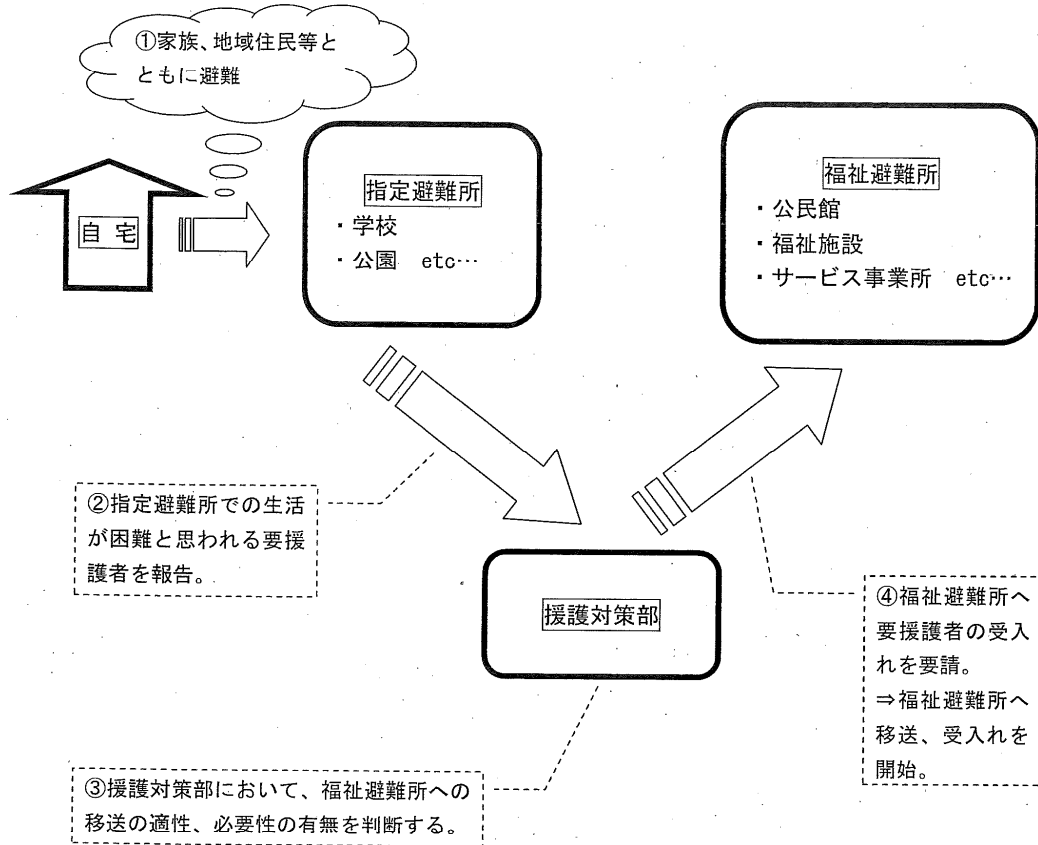 ①家族、地域住民等と
ともに避難
自 宅
指定避難所
・学校
・公園 etc…
福祉避難所
・公民館
・福祉施設
・サービス事業所 etc…
②指定避難所での生活
が困難と思われる要援
護者を報告。
援護対策部
③援護対策部において、福祉避難所への
移送の適性、必要性の有無を判断する。
④福祉避難所へ
要援護者の受入
れを要請。
⇒福祉避難所へ
移送、受入れを
開始。